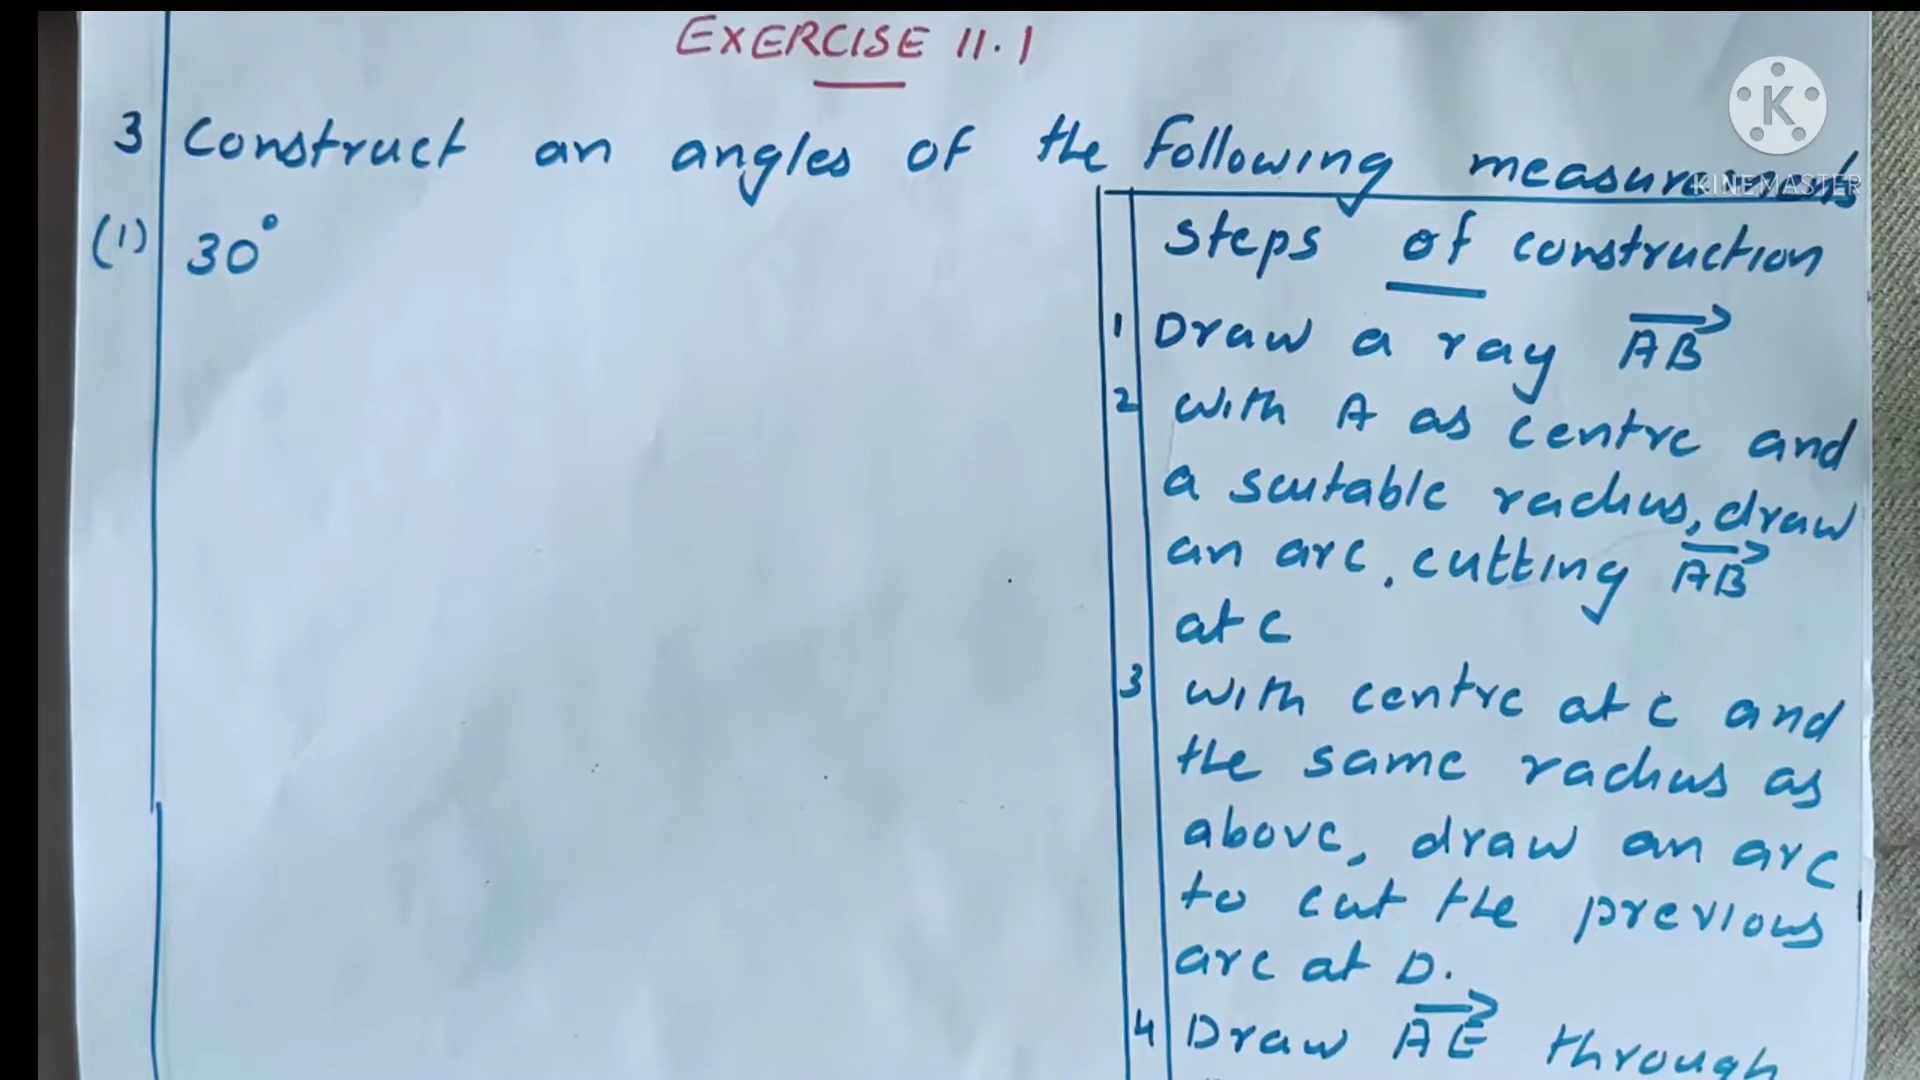 EXERCISE 11.1
3 Construct an angles of the following measurements
(1) 30°
steps of construction
1 Draw a ray AB
2 with A as centre and
a suitable radius, draw
an arc, cutting AB
at C
3 with centre at C and
the same radius as
above, draw an arc
to cut the previous
arc at D.
4 Draw AE through
K
KINEMASTER